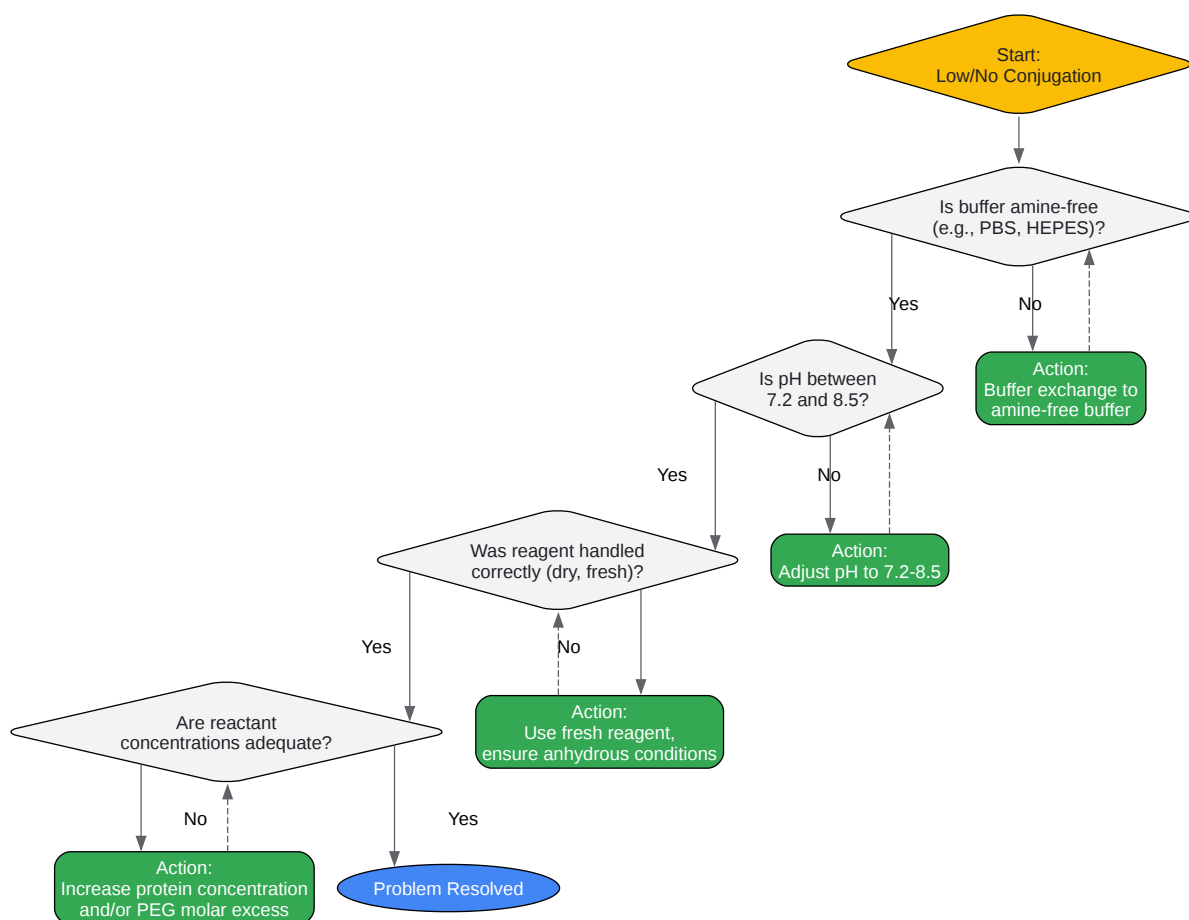 Start:
Low/No Conjugation
Is buffer amine-free
(e.g., PBS, HEPES)?
Yes
No
Action:
Buffer exchange to
amine-free buffer
Is pH between
7.2 and 8.5?
Yes
No
Action:
Adjust pH to 7.2-8.5
Was reagent handled
correctly (dry, fresh)?
Yes
No
Action:
Use fresh reagent,
ensure anhydrous conditions
Are reactant
concentrations adequate?
No
Yes
Action:
Increase protein concentration
and/or PEG molar excess
Problem Resolved